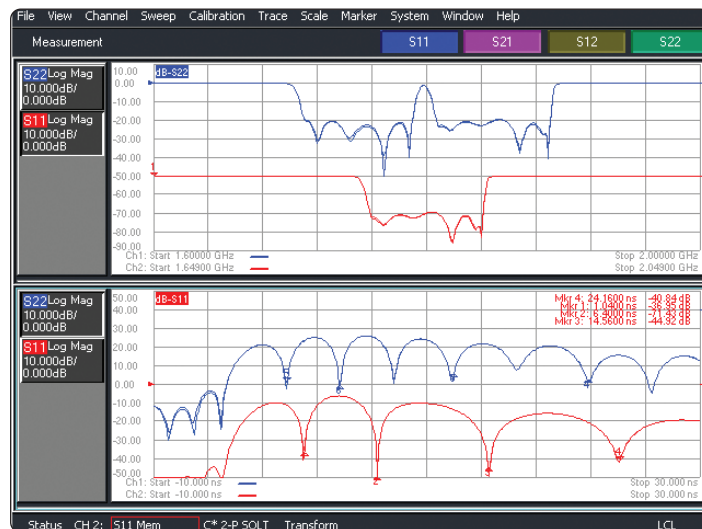 File View Channel Sweep Calibration Trace Scale Marker System Window Help
Measurement S11 S21 S12 S22
S22 Log Mag
10.000dB/
0.000dB
S11 Log Mag
10.000dB/
0.000dB
dB-S22
10.00
0.00
-10.00
-20.00
-30.00
-40.00
1
-50.00
-60.00
-70.00
-80.00
-90.00
Ch1: Start 1.60000 GHz Stop 2.00000 GHz
Ch2: Start 1.64900 GHz Stop 2.04900 GHz
S22 Log Mag
10.000dB/
0.000dB
S11 Log Mag
10.000dB/
0.000dB
dB-S11
50.00
40.00
30.00
20.00
10.00
0.00
-10.00
-20.00
-30.00
-40.00
-50.00
Mkr 4: 24.1600 ns -40.84 dB
Mkr 1: 1.0400 ns -36.95 dB
Mkr 2: 6.4000 ns -71.43 dB
Mkr 3: 14.5600 ns -44.92 dB
2
Ch1: Start -10.000 ns Stop 30.000 ns
Ch2: Start -10.000 ns Stop 30.000 ns
Status CH 2: S11 Mem C* 2-P SOLT Transform LCL